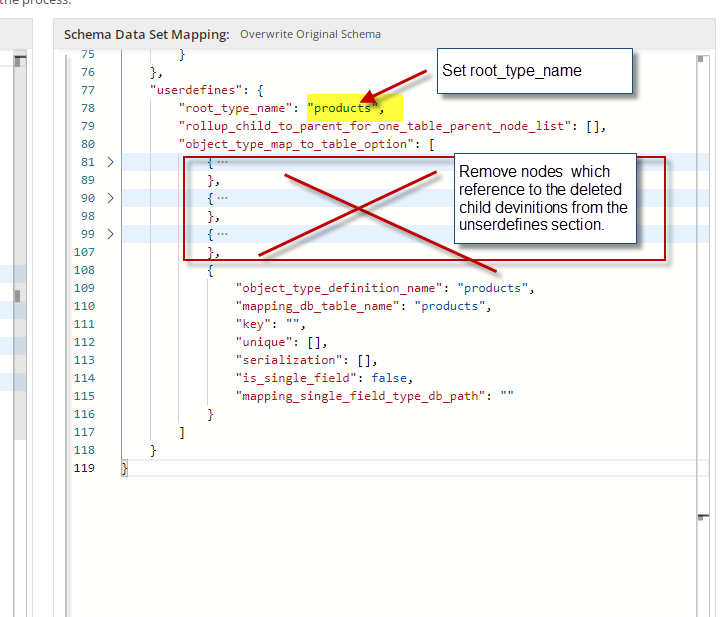 the process.
Schema Data Set Mapping: Overwrite Original Schema
75 }
76 },
77 "userdefines": {
78 "root_type_name": "products",
79 "rollup_child_to_parent_for_one_table_parent_node_list": [],
80 "object_type_map_to_table_option": [
81 { ...
89 },
90 { ...
98 },
99 { ...
107 },
108 {
109 "object_type_definition_name": "products",
110 "mapping_db_table_name": "products",
111 "key": "",
112 "unique": [],
113 "serialization": [],
114 "is_single_field": false,
115 "mapping_single_field_type_db_path": ""
116 }
117 ]
118 }
119 }
Set root_type_name
Remove nodes which
reference to the deleted
child devinitions from the
unserdefines section.